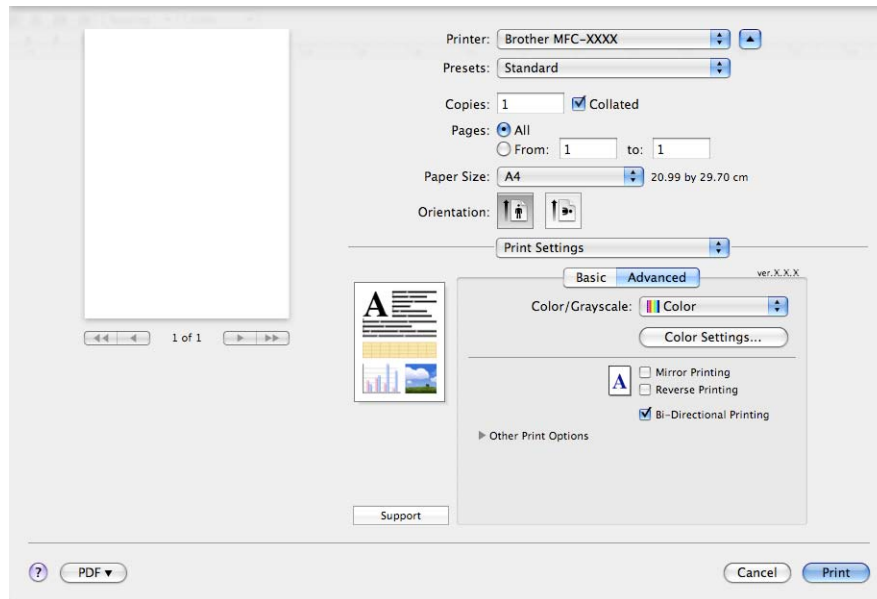 Printer: Brother MFC-XXXX
Presets: Standard
Copies: 1 Collated
Pages: All
From: 1 to: 1
Paper Size: A4 20.99 by 29.70 cm
Orientation:
Print Settings
Basic Advanced ver.X.X.X
Color/Grayscale: Color
Color Settings...
A
A
Mirror Printing
Reverse Printing
Bi-Directional Printing
Other Print Options
1 of 1
Support
? PDF Cancel Print